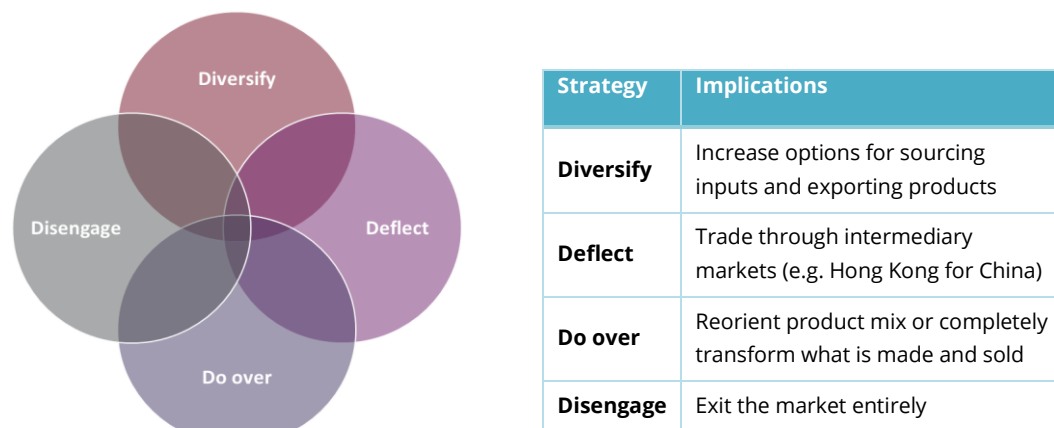 Diversify
Disengage
Deflect
Do over
Strategy Implications
Diversify Increase options for sourcing
inputs and exporting products
Deflect Trade through intermediary
markets (e.g. Hong Kong for China)
Do over Reorient product mix or completely
transform what is made and sold
Disengage Exit the market entirely